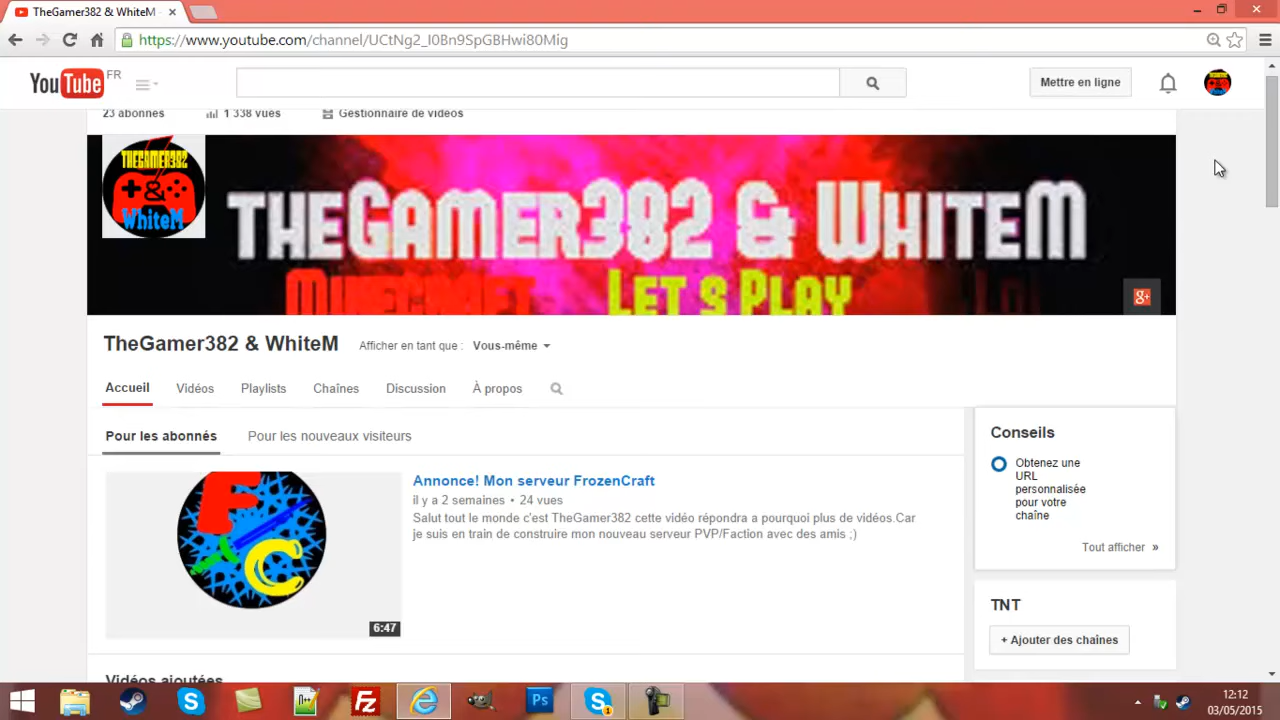 TheGamer382 & WhiteM -
https://www.youtube.com/channel/UCtNg2_I0Bn9SpGBHwi80Mig
YouTube FR
Mettre en ligne
23 abonnés 1 338 vues Gestionnaire de vidéos
THEGAMER382
&
WhiteM
THEGAMER382 & WHITEM
MINECRAFT LET'S PLAY
g+
TheGamer382 & WhiteM Afficher en tant que : Vous-même
Accueil Vidéos Playlists Chaînes Discussion À propos
Pour les abonnés Pour les nouveaux visiteurs
Conseils
Obtenez une
URL
personnalisée
pour votre
chaîne
Tout afficher »
Annonce! Mon serveur FrozenCraft
il y a 2 semaines • 24 vues
Salut tout le monde c'est TheGamer382 cette vidéo répondra a pourquoi plus de vidéos.Car
je suis en train de construire mon nouveau serveur PVP/Faction avec des amis ;)
F C
6:47
TNT
+ Ajouter des chaînes
Vidéos ajoutées
Ps
12:12
03/05/2015